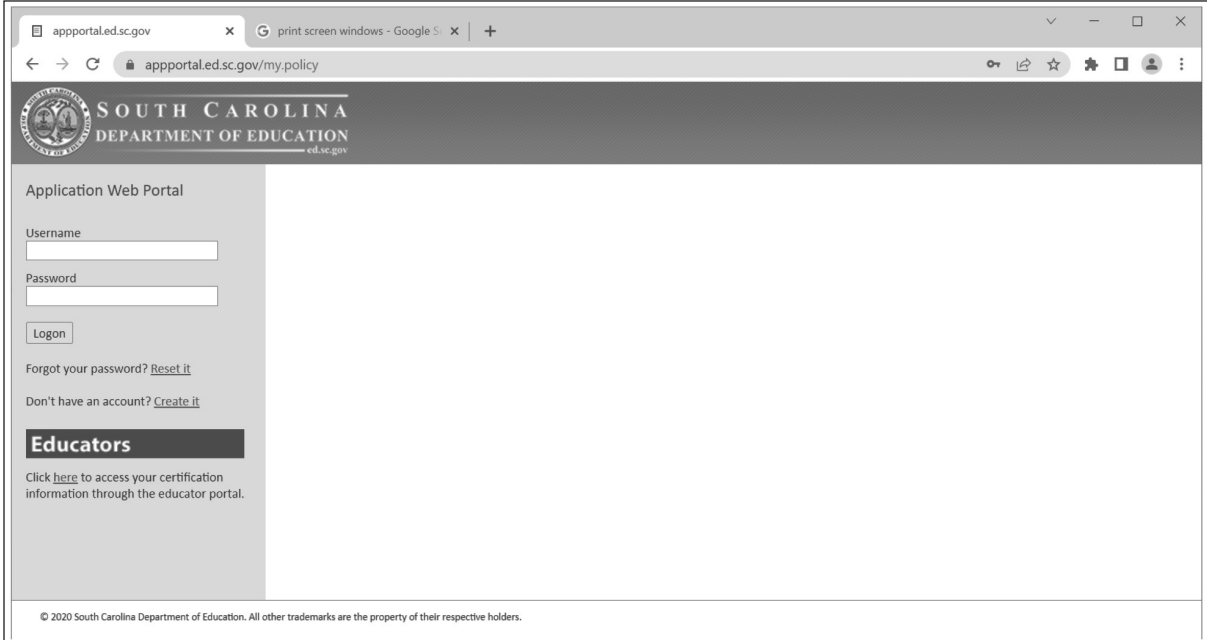 appportal.ed.sc.gov
print screen windows - Google Se
appportal.ed.sc.gov/my.policy
SOUTH CAROLINA
DEPARTMENT OF EDUCATION
ed.sc.gov
Application Web Portal
Username
Password
Logon
Forgot your password? Reset it
Don't have an account? Create it
Educators
Click here to access your certification
information through the educator portal.
© 2020 South Carolina Department of Education. All other trademarks are the property of their respective holders.